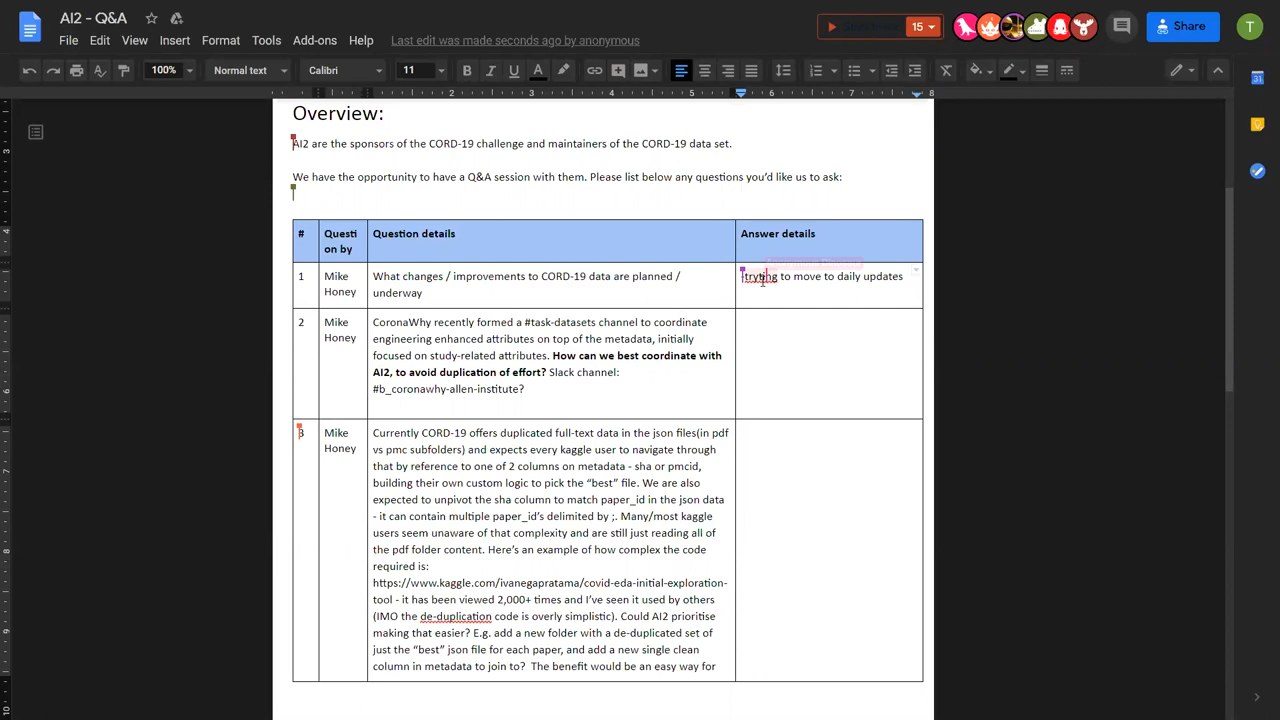 AI2 - Q&A
File Edit View Insert Format Tools Add-ons Help Last edit was made seconds ago by anonymous
15
Share
T
100% Normal text Calibri 11
2 3 4 5 6 7 8
Overview:
AI2 are the sponsors of the CORD-19 challenge and maintainers of the CORD-19 data set.
We have the opportunity to have a Q&A session with them. Please list below any questions you'd like us to ask:
# Questi on by Question details Answer details
1 Mike Honey
What changes / improvements to CORD-19 data are planned /
underway
to move to daily updates
2 Mike Honey
CoronaWhy recently formed a #task-datasets channel to coordinate
engineering enhanced attributes on top of the metadata, initially
focused on study-related attributes. How can we best coordinate with
AI2, to avoid duplication of effort? Slack channel:
#b_coronawhy-allen-institute?
3 Mike Honey
Currently CORD-19 offers duplicated full-text data in the json files(in pdf
vs pmc subfolders) and expects every kaggle user to navigate through
that by reference to one of 2 columns on metadata - sha or pmcid,
building their own custom logic to pick the "best" file. We are also
expected to unpivot the sha column to match paper_id in the json data
- it can contain multiple paper_id's delimited by ;. Many/most kaggle
users seem unaware of that complexity and are still just reading all of
the pdf folder content. Here's an example of how complex the code
required is:
https://www.kaggle.com/ivanegapratama/covid-eda-initial-exploration-
tool - it has been viewed 2,000+ times and I've seen it used by others
(IMO the de-duplication code is overly simplistic). Could AI2 prioritise
making that easier? E.g. add a new folder with a de-duplicated set of
just the "best" json file for each paper, and add a new single clean
column in metadata to join to? The benefit would be an easy way for